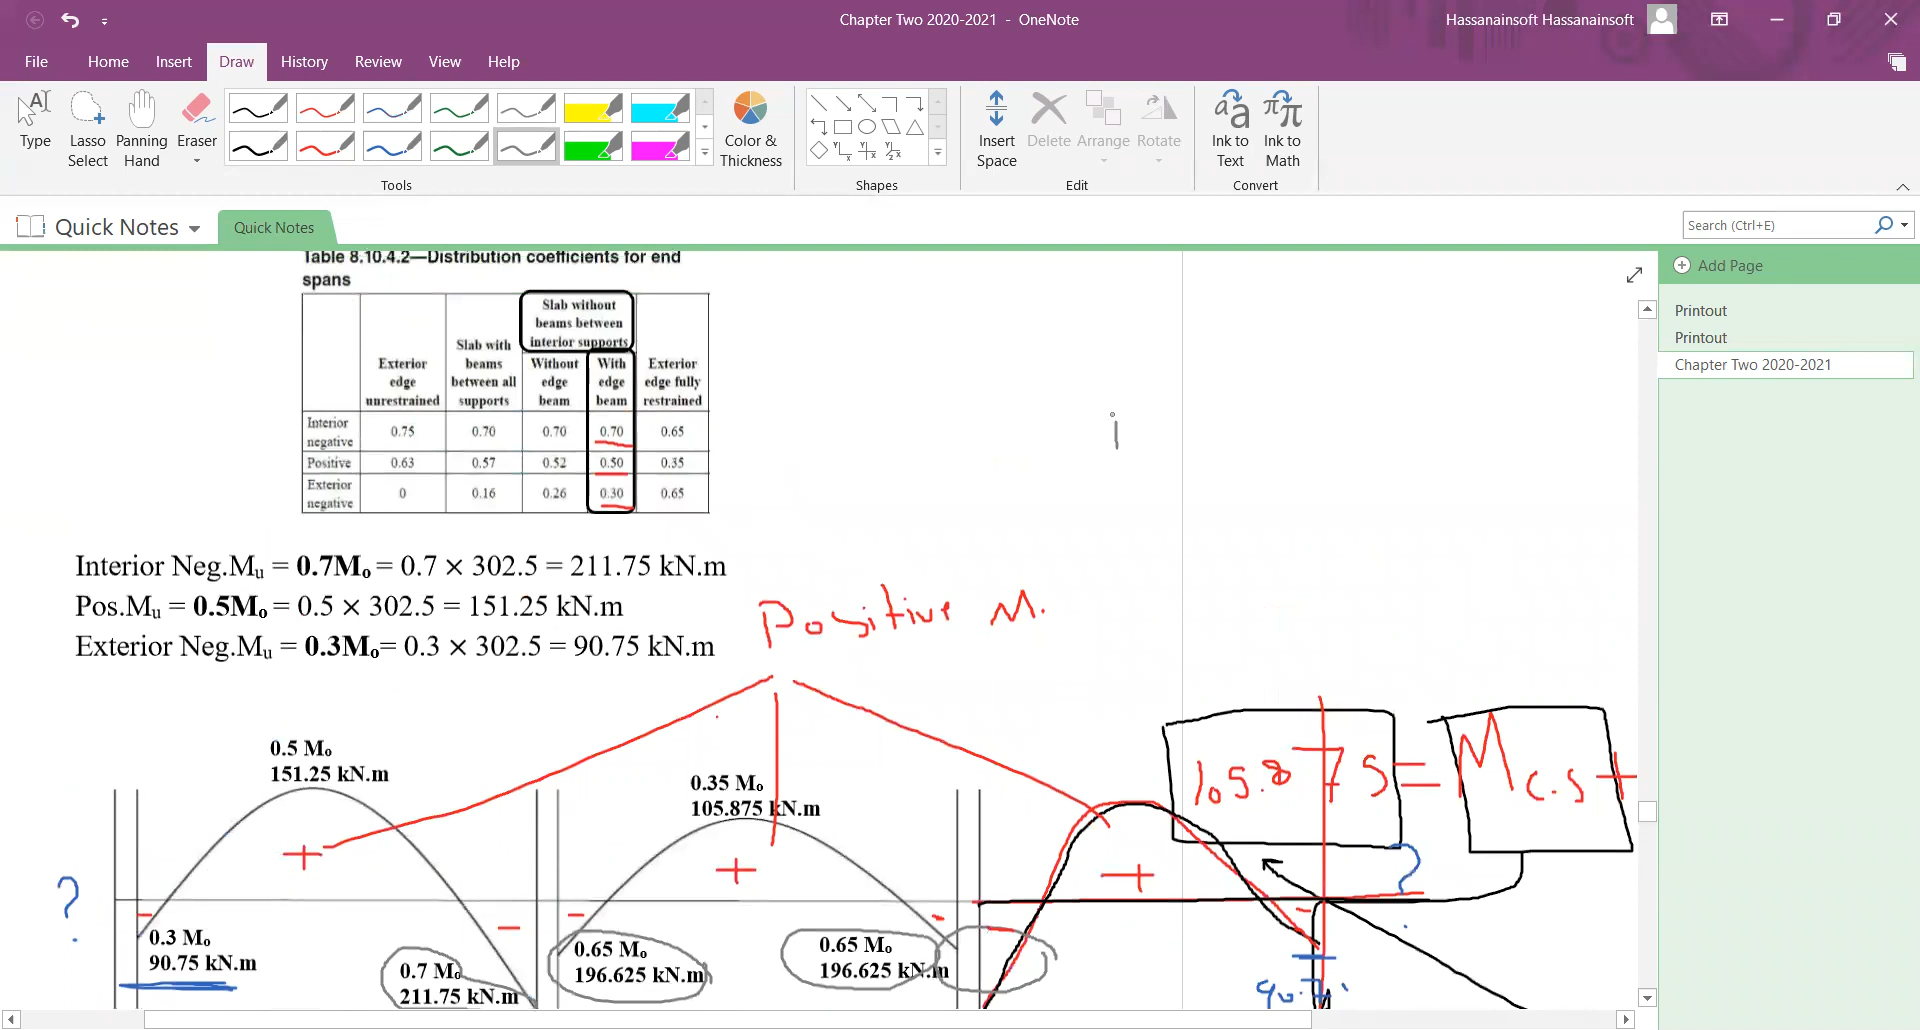 Chapter Two 2020-2021 - OneNote
Hassanainsoft Hassanainsoft
File Home Insert Draw History Review View Help
Type
Lasso Select
Panning Hand
Eraser
Color & Thickness
Insert Space
Delete
Arrange
Rotate
Ink to Text
Ink to Math
Tools
Shapes
Edit
Convert
Quick Notes
Quick Notes
Search (Ctrl+E)
Add Page
Printout
Printout
Chapter Two 2020-2021
Table 8.10.4.2—Distribution coefficients for end
spans
Exterior edge unrestrained
Slab with beams between all supports
Slab without
beams between
interior supports
Without edge beam
With edge beam
Exterior edge fully restrained
Interior negative 0.75 0.70 0.70 0.70 0.65
Positive 0.63 0.57 0.52 0.50 0.35
Exterior negative 0 0.16 0.26 0.30 0.65
i
Interior Neg.Mu = 0.7Mo = 0.7 × 302.5 = 211.75 kN.m
Pos.Mu = 0.5Mo = 0.5 × 302.5 = 151.25 kN.m
Exterior Neg.Mu = 0.3Mo= 0.3 × 302.5 = 90.75 kN.m
Positive M.
0.5 Mo
151.25 kN.m
0.35 Mo
105.875 kN.m
105.875 = Mc.s +
+
+
+
?
?
0.3 Mo
90.75 kN.m
0.7 Mo
211.75 kN.m
0.65 Mo
196.625 kN.m
0.65 Mo
196.625 kN.m